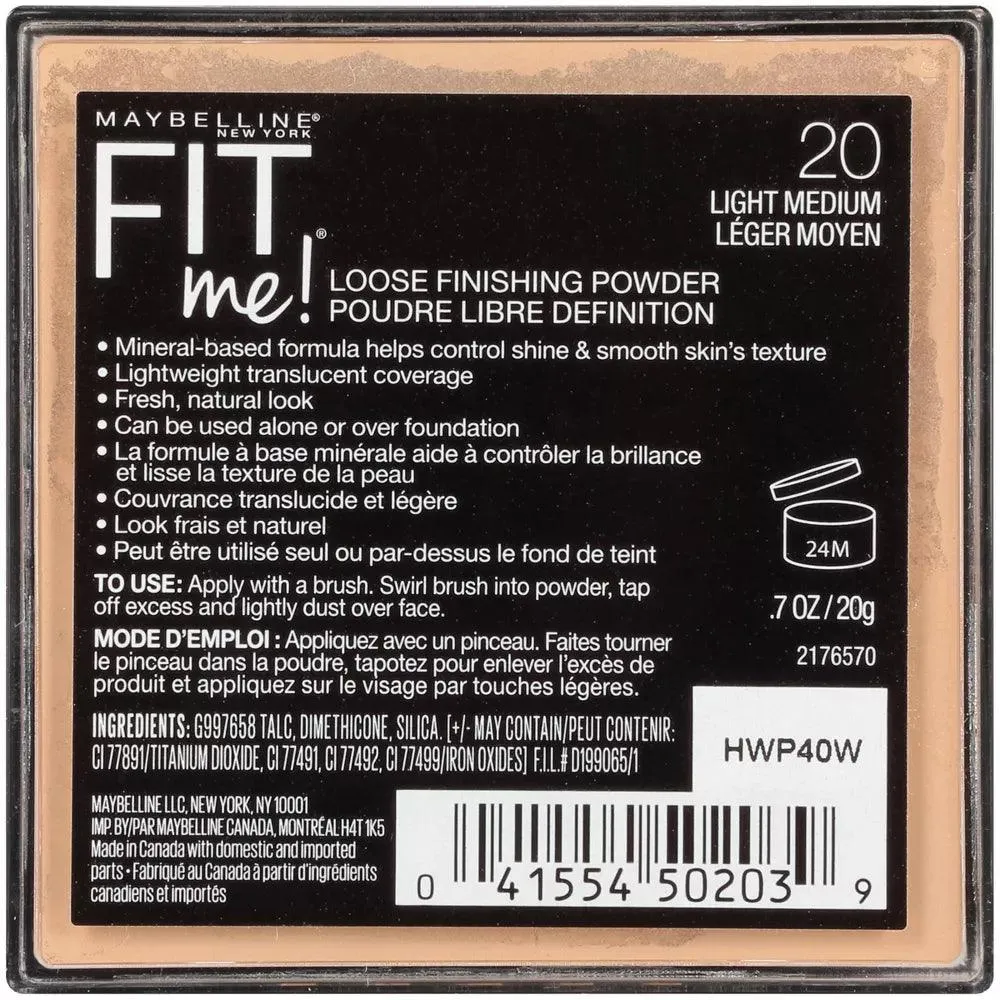 MAYBELLINE®
NEW YORK
FIT
me!®
20
LIGHT MEDIUM
LÉGER MOYEN
LOOSE FINISHING POWDER
POUDRE LIBRE DEFINITION
• Mineral-based formula helps control shine & smooth skin's texture
• Lightweight translucent coverage
• Fresh, natural look
• Can be used alone or over foundation
• La formule à base minérale aide à contrôler la brillance
et lisse la texture de la peau
• Couvrance translucide et légère
• Look frais et naturel
• Peut être utilisé seul ou par-dessus le fond de teint
24M
TO USE: Apply with a brush. Swirl brush into powder, tap
off excess and lightly dust over face.
.7 OZ / 20g
MODE D'EMPLOI : Appliquez avec un pinceau. Faites tourner
le pinceau dans la poudre, tapotez pour enlever l'excès de
produit et appliquez sur le visage par touches légères.
2176570
INGREDIENTS: G997658 TALC, DIMETHICONE, SILICA. [+/- MAY CONTAIN/PEUT CONTENIR:
CI 77891/TITANIUM DIOXIDE, CI 77491, CI 77492, CI 77499/IRON OXIDES] F.I.L.# D199065/1
HWP40W
MAYBELLINE LLC, NEW YORK, NY 10001
IMP. BY/PAR MAYBELLINE CANADA, MONTRÉAL H4T 1K5
Made in Canada with domestic and imported
parts • Fabriqué au Canada à partir d'ingrédients
canadiens et importés
0 41554 50203 9